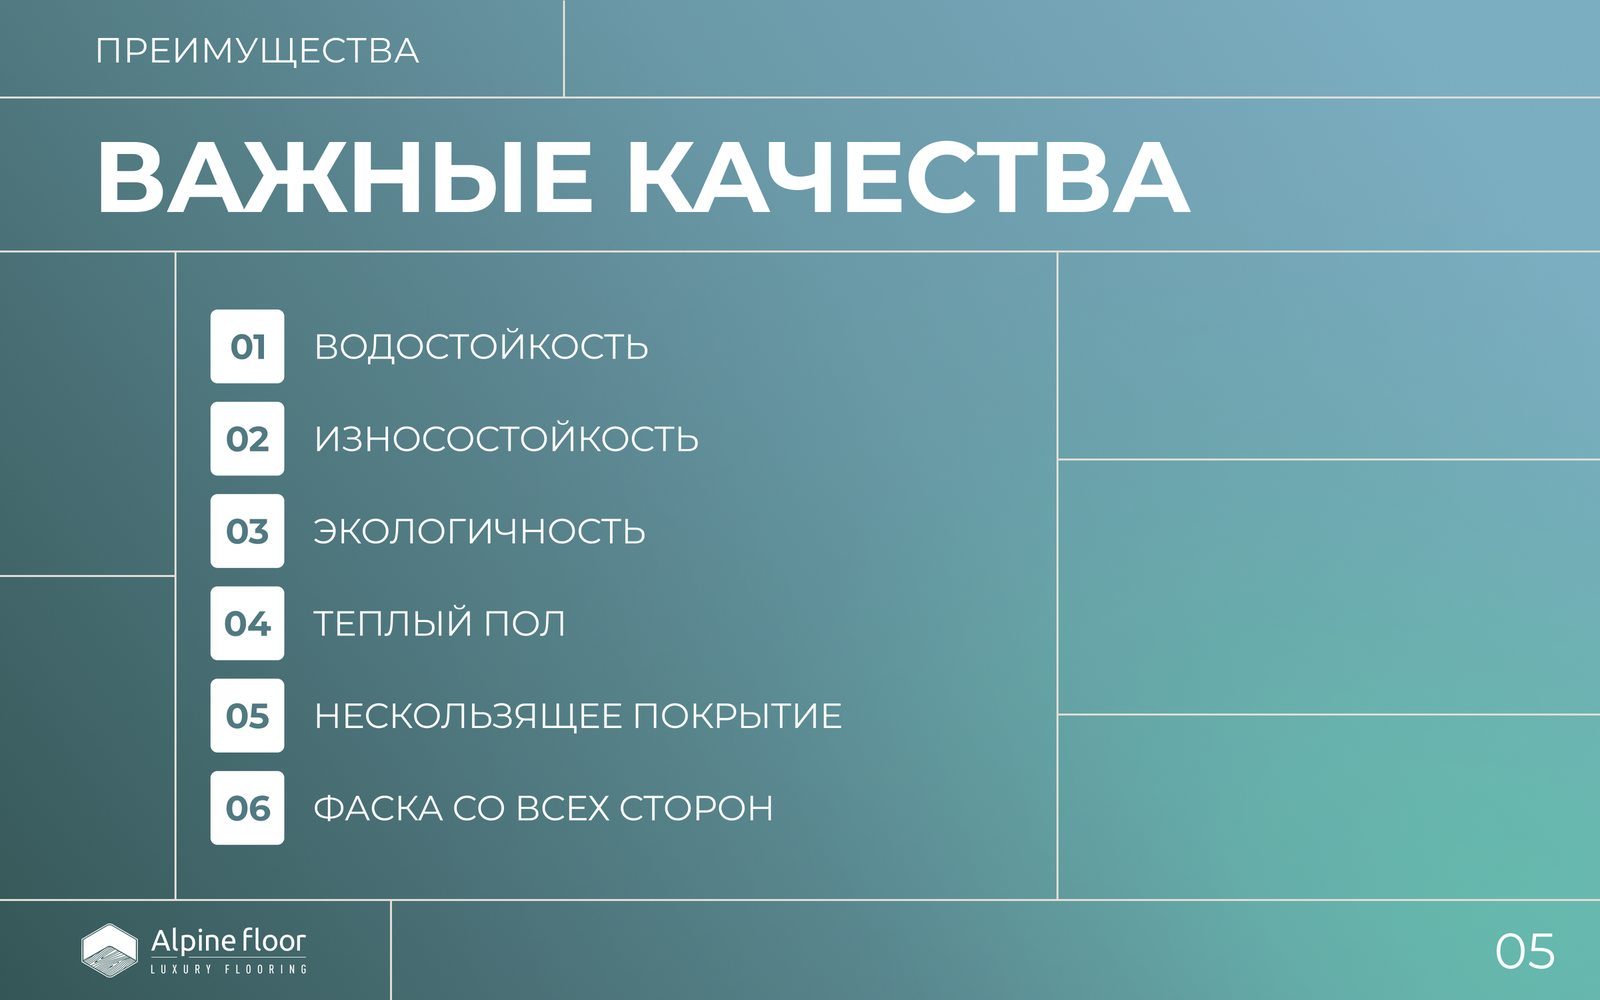 ПРЕИМУЩЕСТВА
ВАЖНЫЕ КАЧЕСТВА
01 ВОДОСТОЙКОСТЬ
02 ИЗНОСОСТОЙКОСТЬ
03 ЭКОЛОГИЧНОСТЬ
04 ТЕПЛЫЙ ПОЛ
05 НЕСКОЛЬЗЯЩЕЕ ПОКРЫТИЕ
06 ФАСКА СО ВСЕХ СТОРОН
Alpine floor
LUXURY FLOORING
05